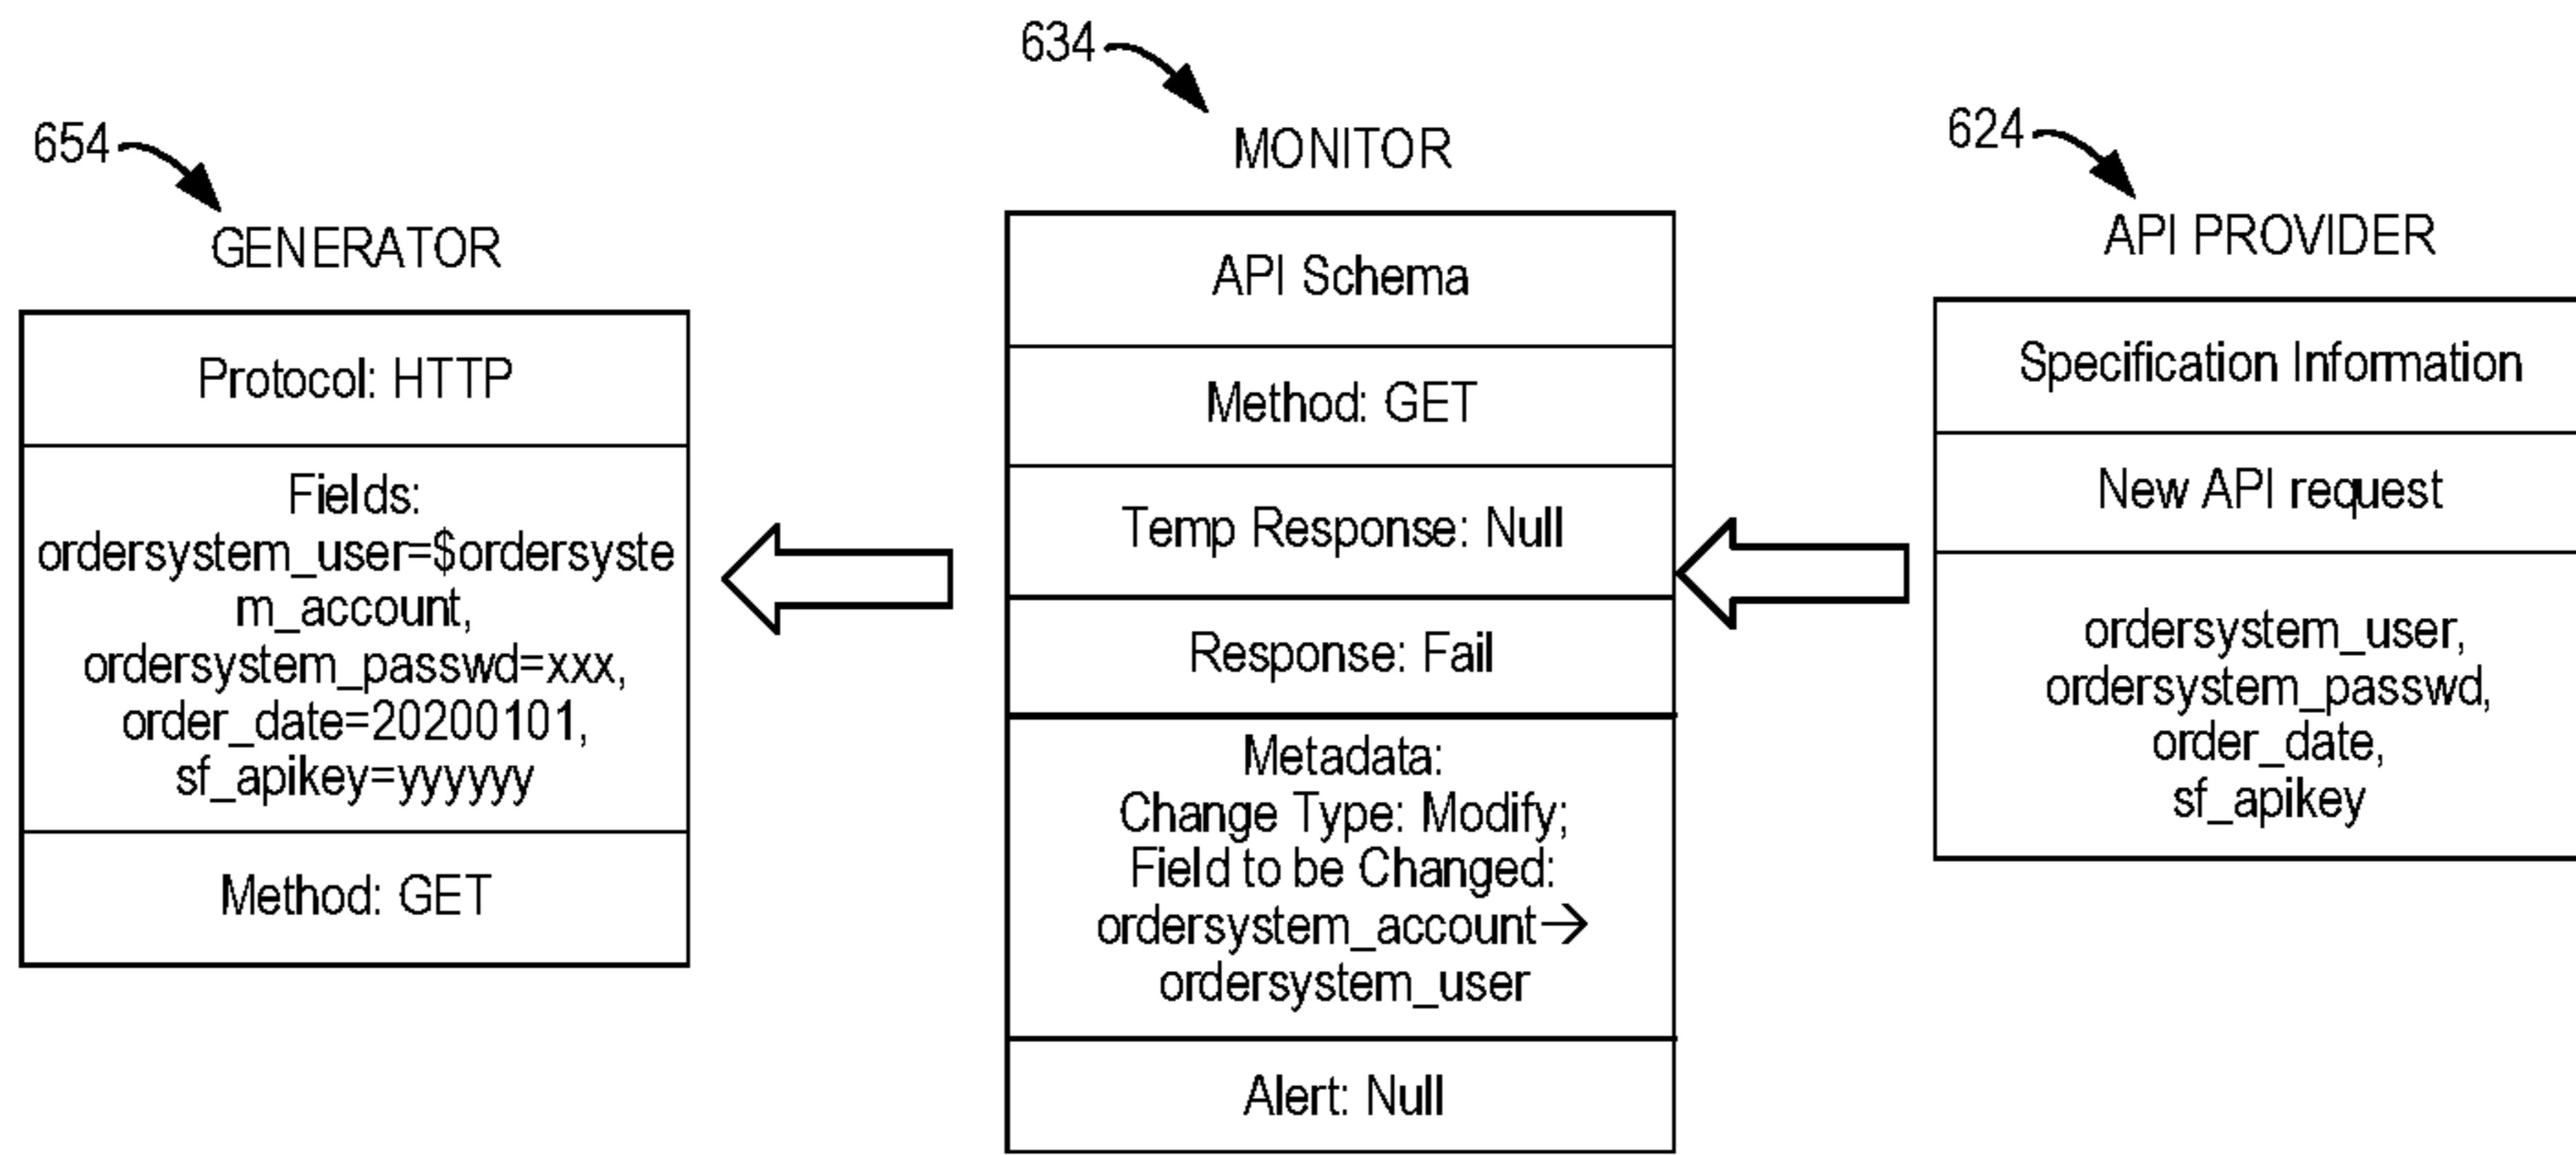 654
GENERATOR
Protocol: HTTP
Fields:
ordersystem_user=$ordersyste
m_account,
ordersystem_passwd=xxx,
order_date=20200101,
sf_apikey=yyyyyy
Method: GET
634
MONITOR
API Schema
Method: GET
Temp Response: Null
Response: Fail
Metadata:
Change Type: Modify;
Field to be Changed:
ordersystem_account→
ordersystem_user
Alert: Null
624
API PROVIDER
Specification Information
New API request
ordersystem_user,
ordersystem_passwd,
order_date,
sf_apikey